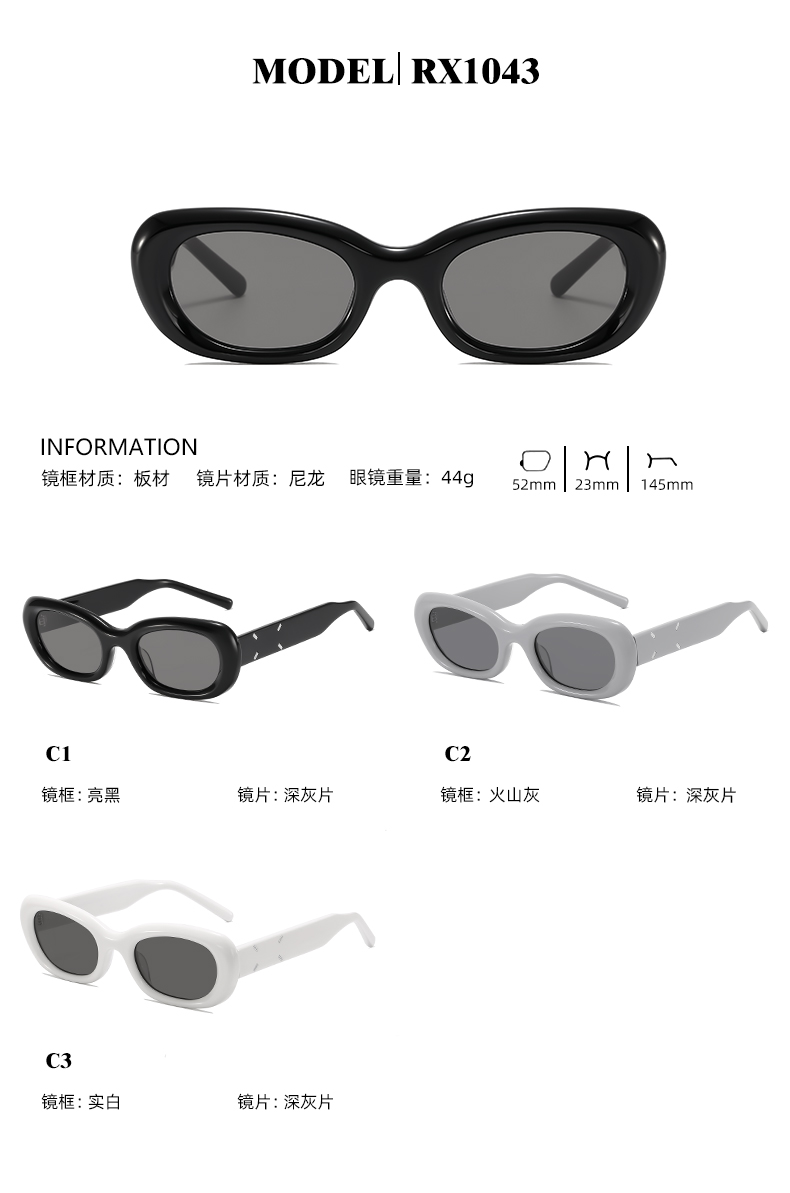 MODEL | RX1043
INFORMATION
镜框材质：板材 镜片材质：尼龙 眼镜重量：44g
52mm 23mm 145mm
C1
镜框：亮黑 镜片：深灰片
C2
镜框：火山灰 镜片：深灰片
C3
镜框：实白 镜片：深灰片